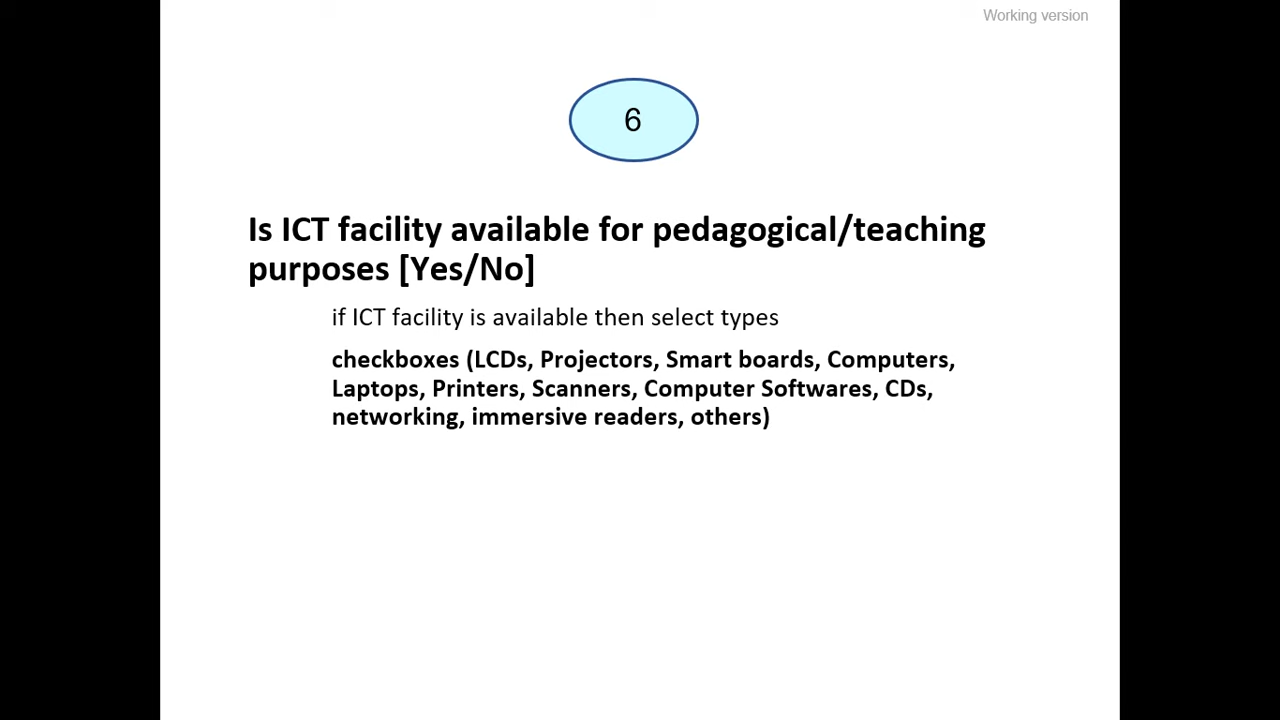 Working version
6
Is ICT facility available for pedagogical/teaching
purposes [Yes/No]
if ICT facility is available then select types
checkboxes (LCDs, Projectors, Smart boards, Computers,
Laptops, Printers, Scanners, Computer Softwares, CDs,
networking, immersive readers, others)